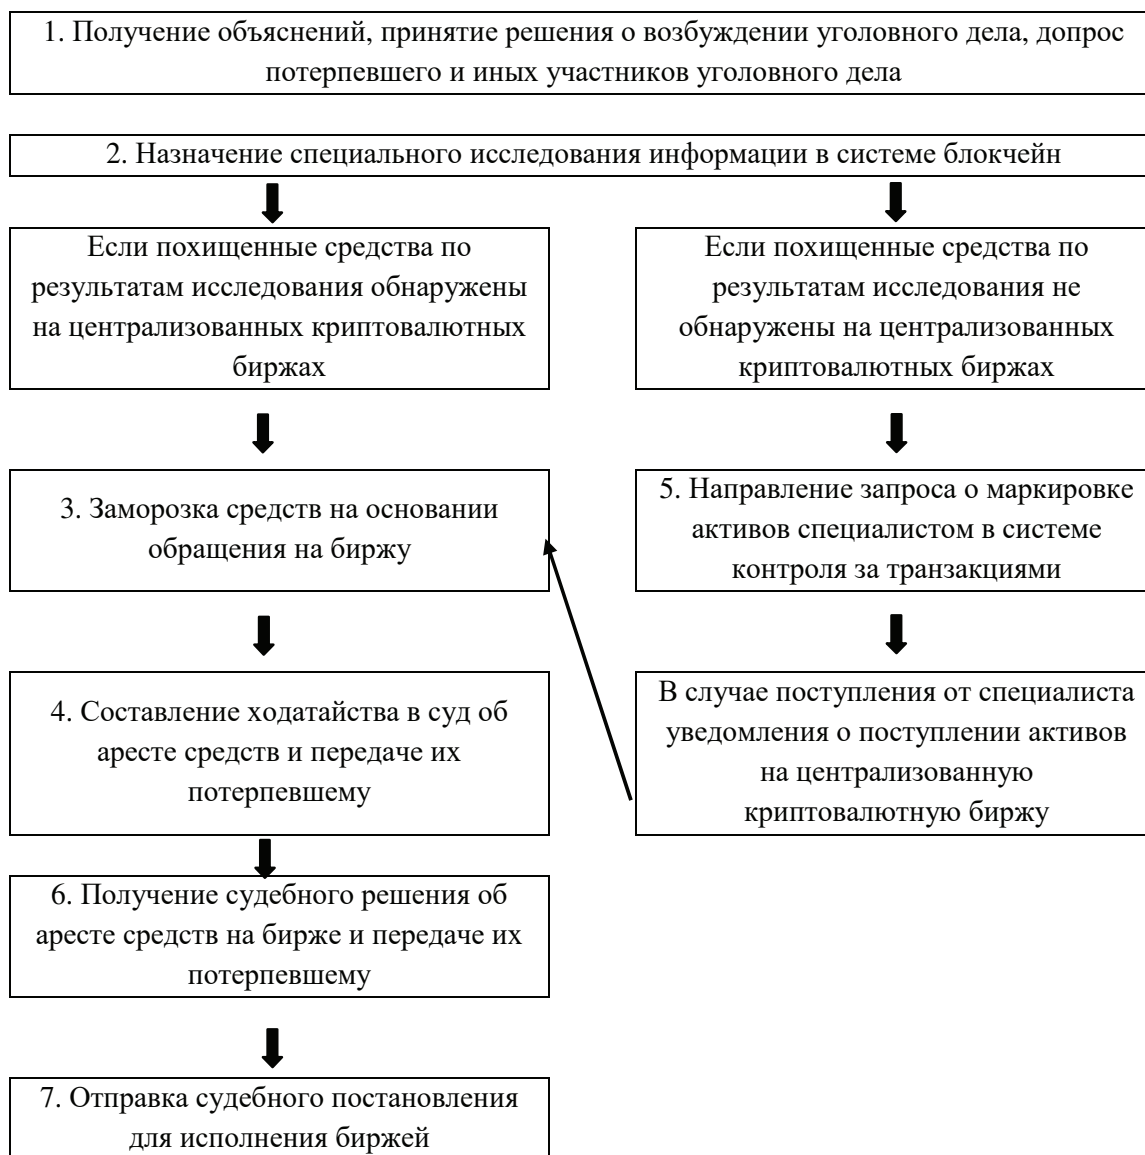 1. Получение объяснений, принятие решения о возбуждении уголовного дела, допрос
потерпевшего и иных участников уголовного дела
2. Назначение специального исследования информации в системе блокчейн
Если похищенные средства по
результатам исследования обнаружены
на централизованных криптовалютных
биржах
Если похищенные средства по
результатам исследования не
обнаружены на централизованных
криптовалютных биржах
3. Заморозка средств на основании
обращения на биржу
5. Направление запроса о маркировке
активов специалистом в системе
контроля за транзакциями
4. Составление ходатайства в суд об
аресте средств и передаче их
потерпевшему
В случае поступления от специалиста
уведомления о поступлении активов
на централизованную
криптовалютную биржу
6. Получение судебного решения об
аресте средств на бирже и передаче их
потерпевшему
7. Отправка судебного постановления
для исполнения биржей